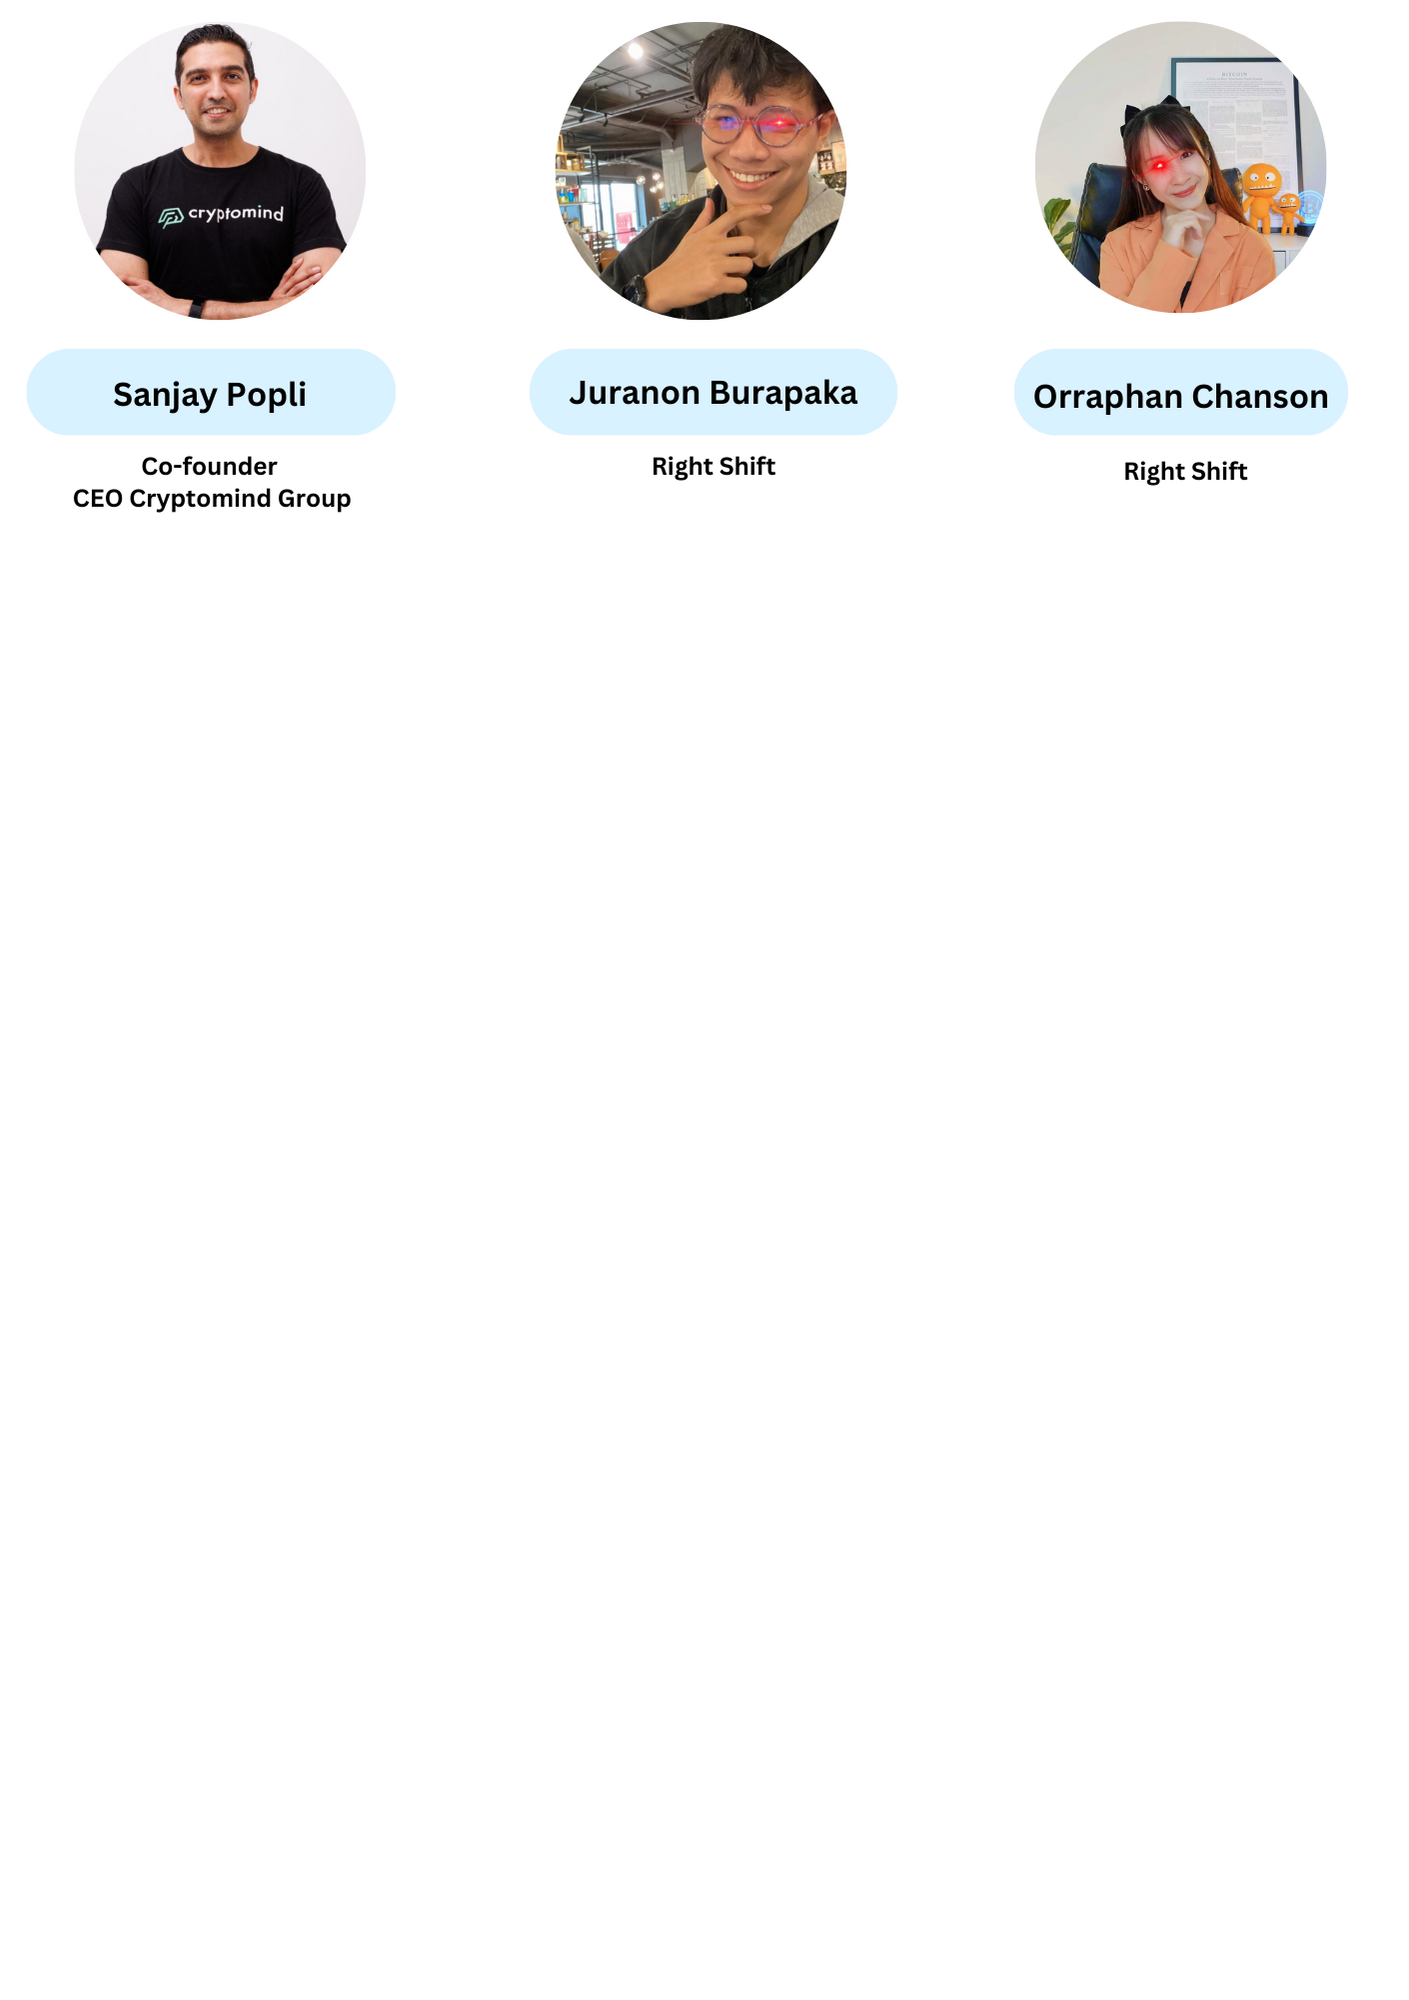 cryptomind
BITCOIN
Sanjay Popli
Juranon Burapaka
Orraphan Chanson
Co-founder
CEO Cryptomind Group
Right Shift
Right Shift